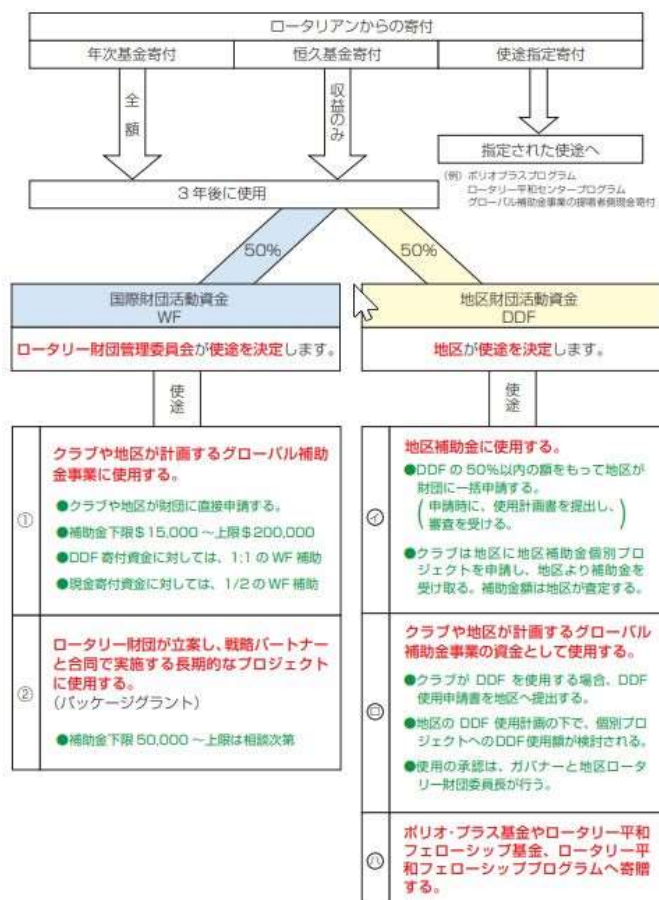 ロータリアンからの寄付
年次基金寄付
恒久基金寄付
使途指定寄付
全額
収益のみ
指定された使途へ
(例) ポリオプラスプログラム
ロータリー平和センタープログラム
グローバル補助金事業の提唱者側現金寄付
3年後に使用
50%
50%
国際財団活動資金
WF
ロータリー財団管理委員会が使途を決定します。
地区財団活動資金
DDF
地区が使途を決定します。
使途
使途
①
クラブや地区が計画するグローバル補助
金事業に使用する。
●クラブや地区が財団に直接申請する。
●補助金下限$15,000～上限$200,000
●DDF寄付資金に対しては、1:1のWF補助
●現金寄付資金に対しては、1/2のWF補助
②
ロータリー財団が立案し、戦略パートナー
と合同で実施する長期的なプロジェクト
に使用する。
(パッケージグラント)
●補助金下限50,000～上限は相談次第
㋑
地区補助金に使用する。
●DDFの50%以内の額をもって地区が
財団に一括申請する。
(申請時に、使用計画書を提出し、
審査を受ける。)
●クラブは地区に地区補助金個別プロ
ジェクトを申請し、地区より補助金を
受け取る。補助金額は地区が査定する。
㋺
クラブや地区が計画するグローバル
補助金事業の資金として使用する。
●クラブが DDF を使用する場合、DDF
使用申請書を地区へ提出する。
●地区の DDF 使用計画の下で、個別プロ
ジェクトへのDDF使用額が検討される。
●使用の承認は、ガバナーと地区ロータ
リー財団委員長が行う。
㋩
ポリオ・プラス基金やロータリー平和
フェローシップ基金、ロータリー平
和フェローシッププログラムへ寄贈
する。